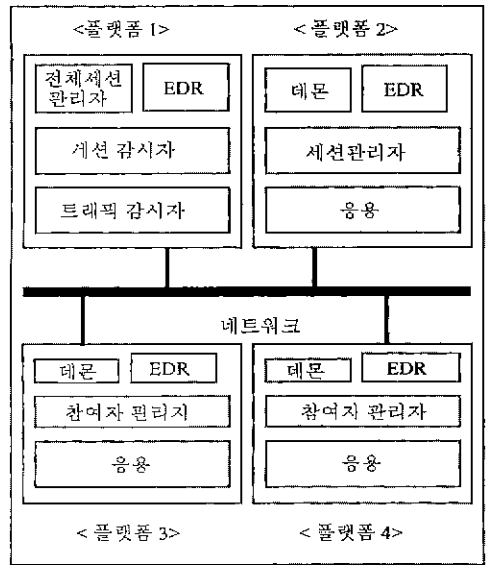 <플랫폼 1>
<플랫폼 2>
전체세션
관리자
EDR
데몬
EDR
세션 감시자
세션관리자
트래픽 감시자
응용
네트워크
데몬
EDR
데몬
EDR
참여자 관리자
참여자 관리자
응용
응용
<플랫폼 3>
<플랫폼 4>